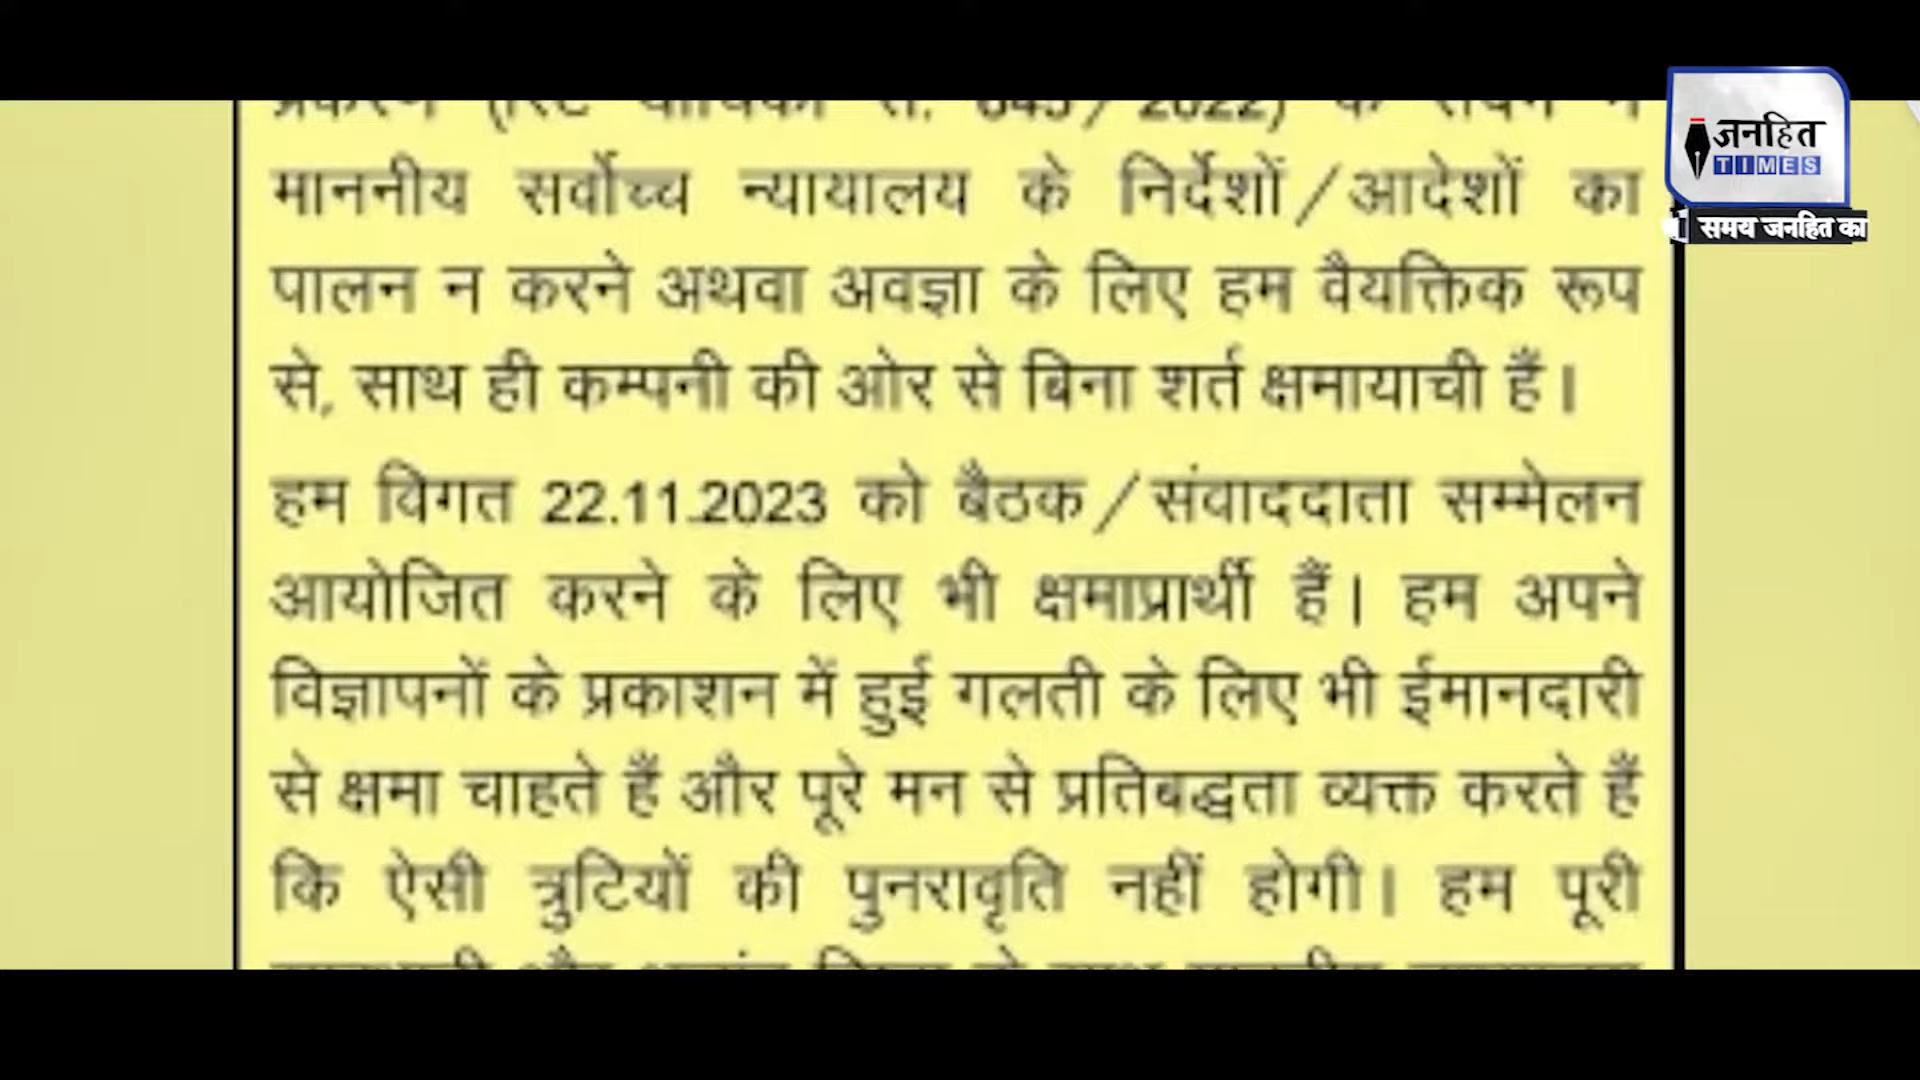 माननीय सर्वोच्च न्यायालय के निर्देशों/आदेशों का
पालन न करने अथवा अवज्ञा के लिए हम वैयक्तिक रूप
से, साथ ही कम्पनी की ओर से बिना शर्त क्षमायाची हैं।
हम विगत 22.11.2023 को बैठक/संवाददाता सम्मेलन
आयोजित करने के लिए भी क्षमाप्रार्थी हैं। हम अपने
विज्ञापनों के प्रकाशन में हुई गलती के लिए भी ईमानदारी
से क्षमा चाहते हैं और पूरे मन से प्रतिबद्धता व्यक्त करते हैं
कि ऐसी त्रुटियों की पुनरावृति नहीं होगी। हम पूरी
जनहित
TIMES
समय जनहित का